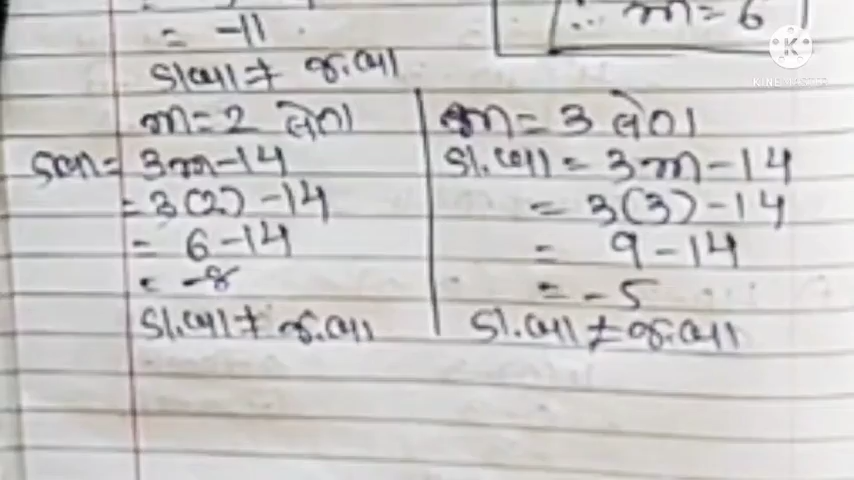 = -11
∴ m = 6
ડા.બા ≠ જ.બા
KINEMASTER
m = 2 લેતા
ડાબા = 3m - 14
= 3(2) - 14
= 6 - 14
= -8
ડા.બા ≠ જ.બા
m = 3 લેતા
ડા.બા = 3m - 14
= 3(3) - 14
= 9 - 14
= -5
ડા.બા ≠ જ.બા